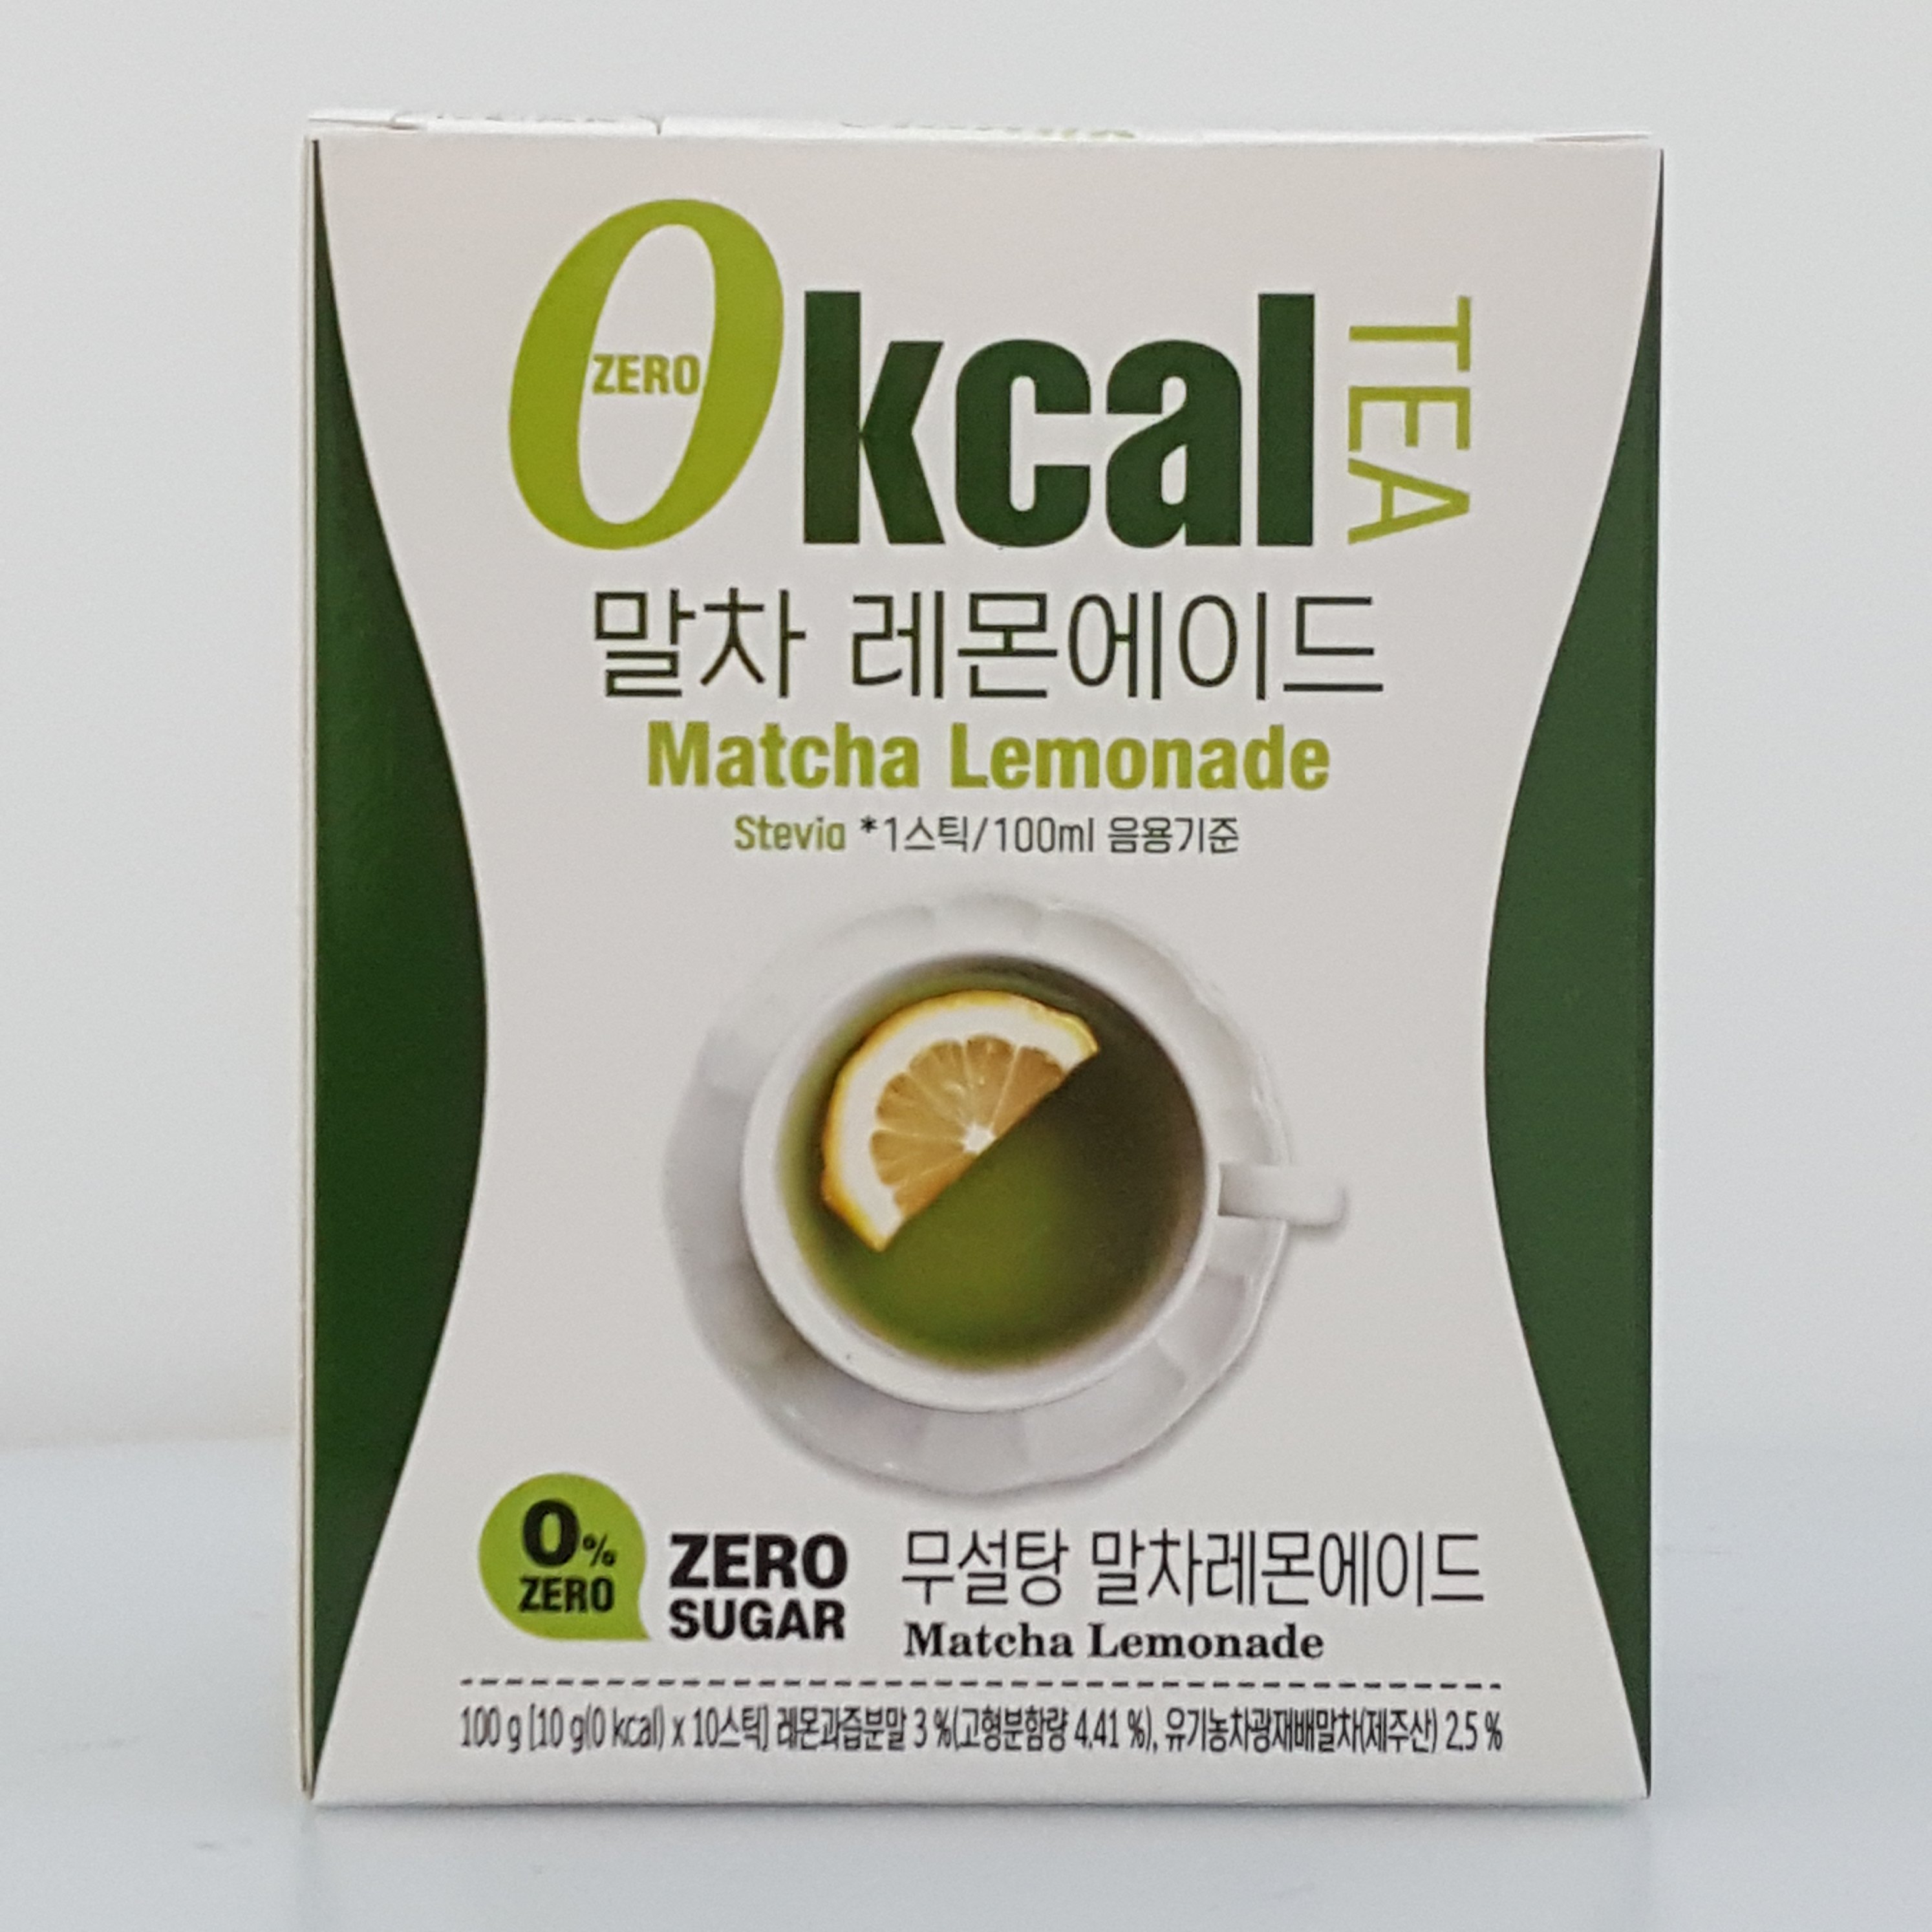 0 kcal TEA
ZERO
말차 레몬에이드
Matcha Lemonade
Stevia *1스틱/100ml 음용기준
0%
ZERO
ZERO
SUGAR
무설탕 말차레몬에이드
Matcha Lemonade
100 g [10 g(0 kcal) x 10스틱] 레몬과즙분말 3 %(고형분함량 4.41 %), 유기농차광재배말차(제주산) 2.5 %